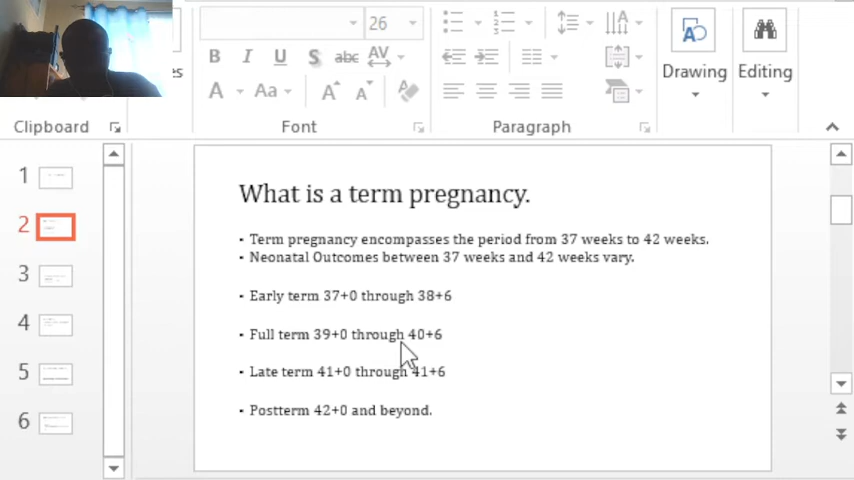 26
B I U S abc AV
A Aa A A
es
Drawing
Editing
Clipboard
Font
Paragraph
1
2
3
4
5
6
What is a term pregnancy.
▪ Term pregnancy encompasses the period from 37 weeks to 42 weeks.
▪ Neonatal Outcomes between 37 weeks and 42 weeks vary.
▪ Early term 37+0 through 38+6
▪ Full term 39+0 through 40+6
▪ Late term 41+0 through 41+6
▪ Postterm 42+0 and beyond.